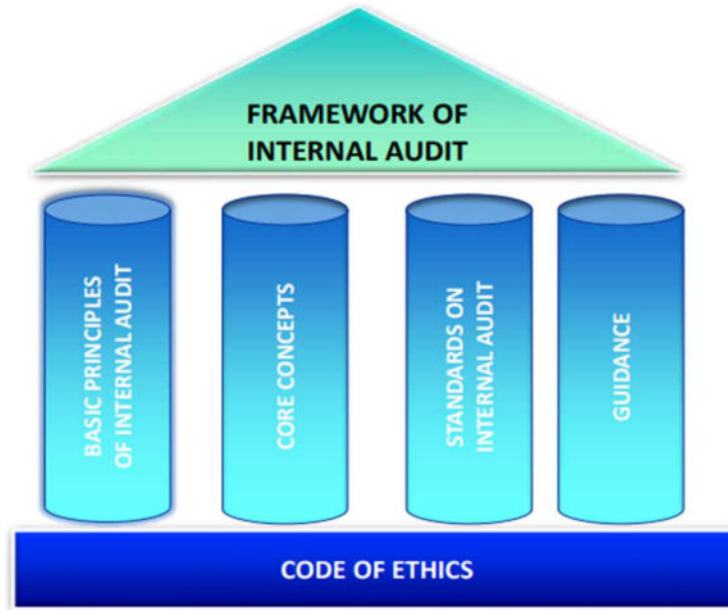 FRAMEWORK OF
INTERNAL AUDIT
BASIC PRINCIPLES
OF INTERNAL AUDIT
CORE CONCEPTS
STANDARDS ON
INTERNAL AUDIT
GUIDANCE
CODE OF ETHICS